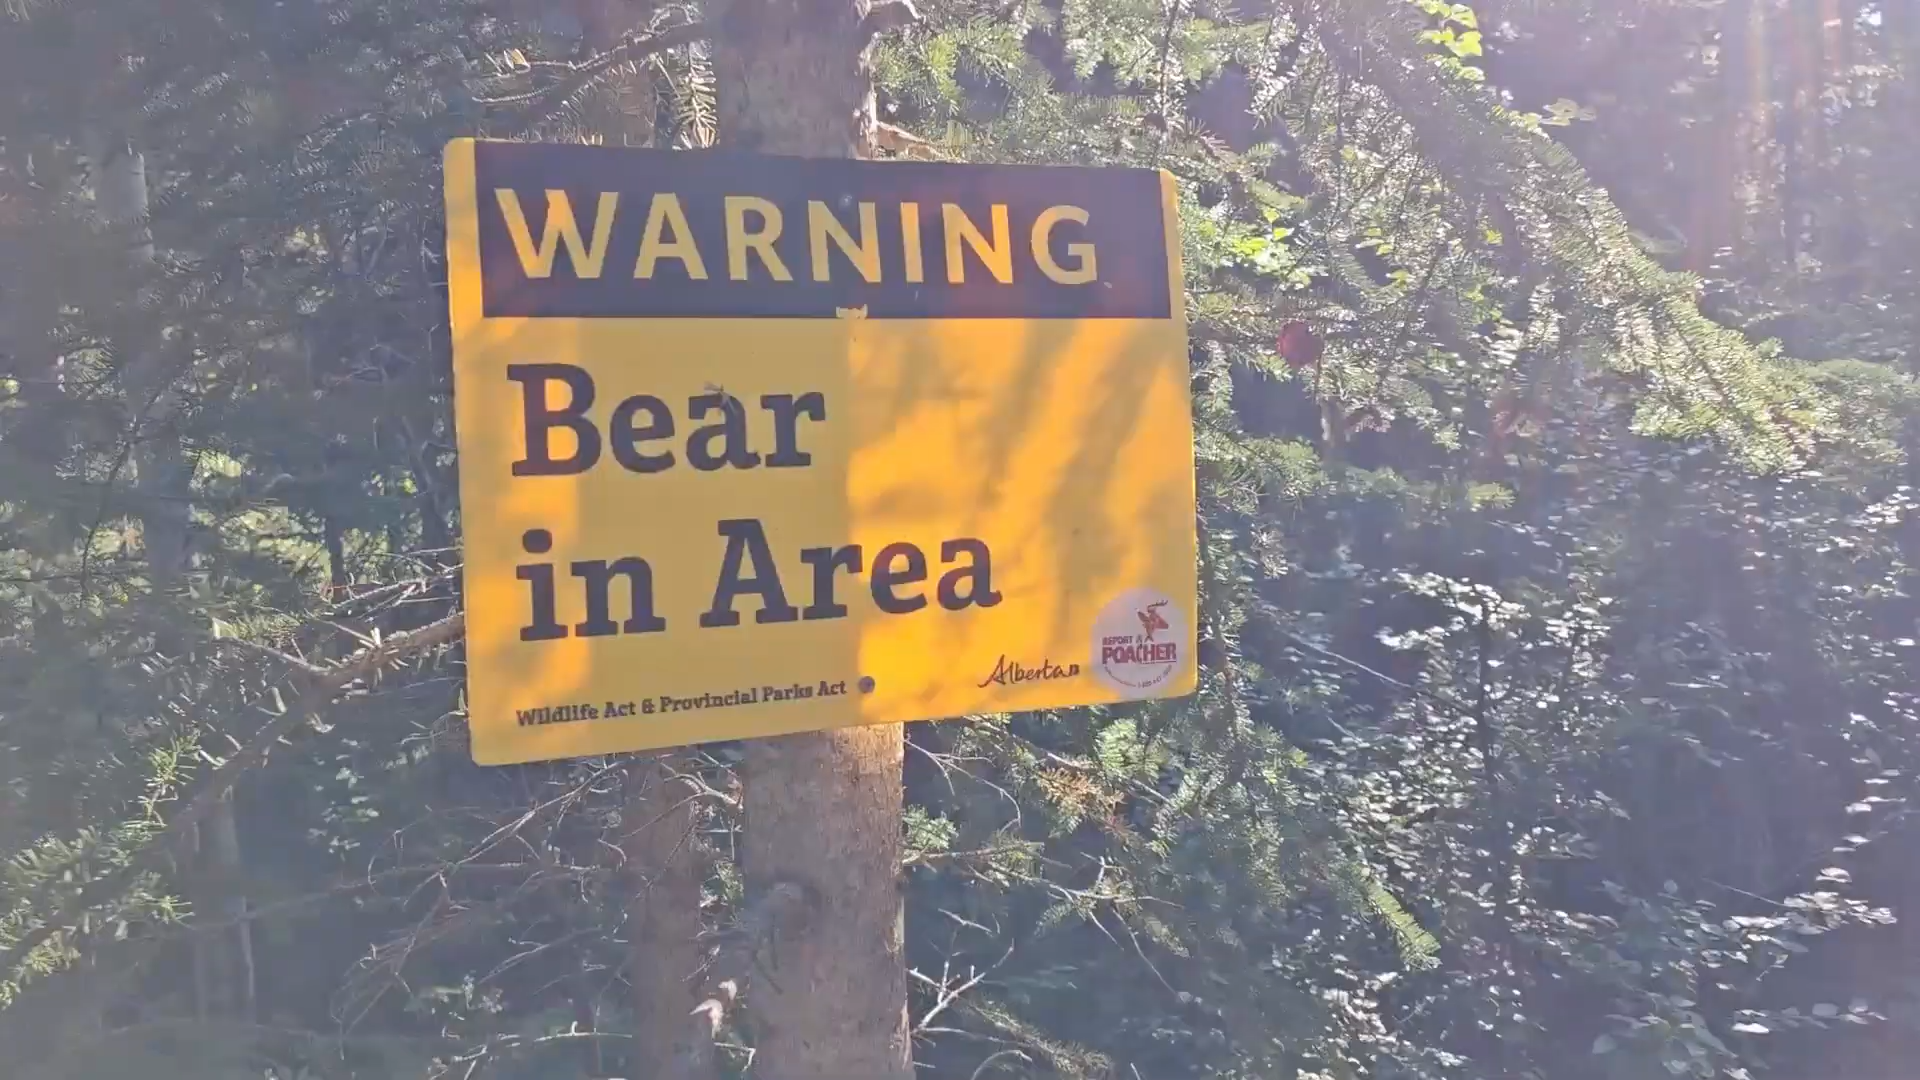 WARNING
Bear
in Area
Wildlife Act & Provincial Parks Act
Alberta
REPORT A
POACHER